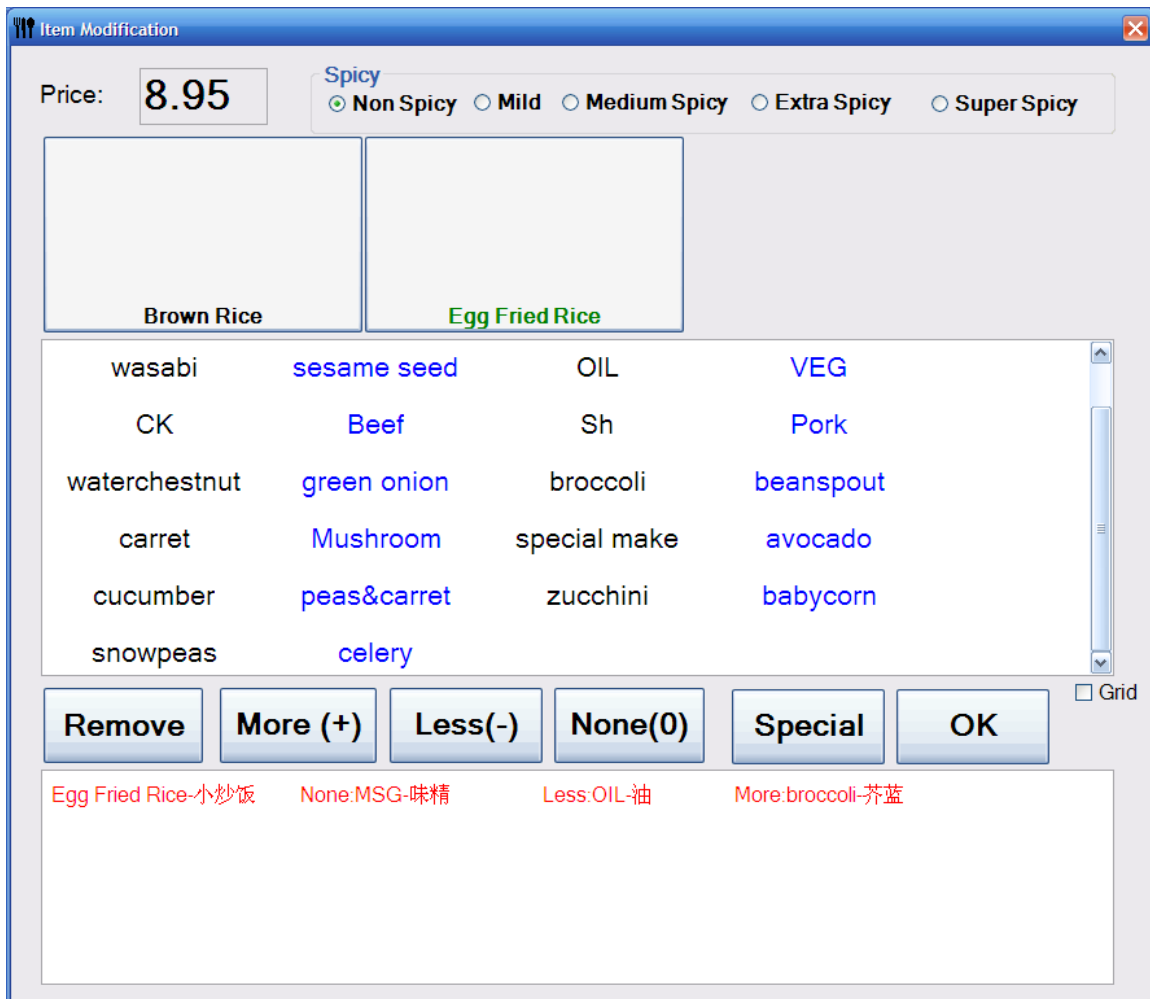 Item Modification
Price: 8.95
Spicy
Non Spicy Mild Medium Spicy Extra Spicy Super Spicy
Brown Rice Egg Fried Rice
wasabi sesame seed OIL VEG
CK Beef Sh Pork
waterchestnut green onion broccoli beanspout
carret Mushroom special make avocado
cucumber peas&carret zucchini babycorn
snowpeas celery
Grid
Remove More (+) Less(-) None(0) Special OK
Egg Fried Rice-小炒饭 None:MSG-味精 Less:OIL-油 More:broccoli-芥蓝